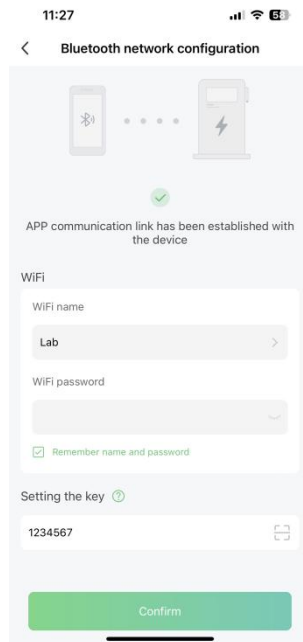 11:27
58
Bluetooth network configuration
APP communication link has been established with
the device
WiFi
WiFi name
Lab
WiFi password
Remember name and password
Setting the key
1234567
Confirm